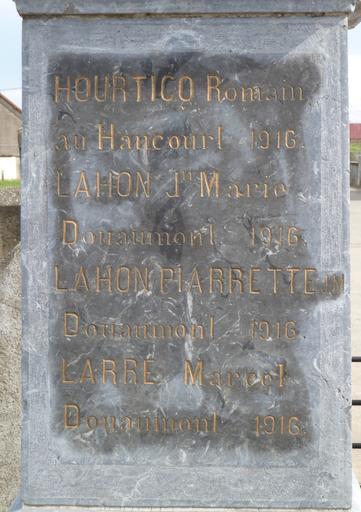 HOURTICQ Romain
au Hancourt 1916.
LAHON Jn Marie
Douaumont 1916.
LAHON PIARRETTE JN
Douaumont 1916
LARRE Marcel
Douaumont 1916.